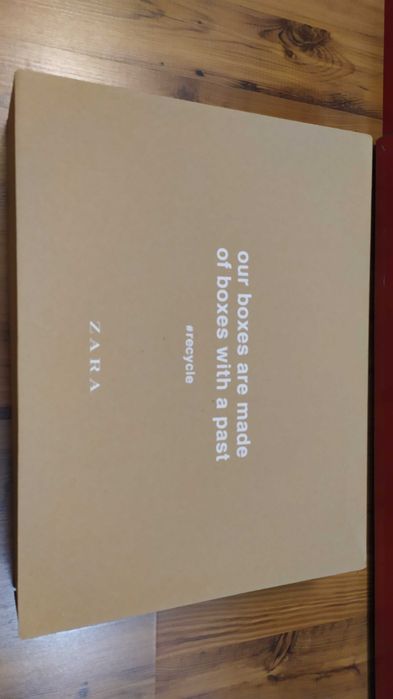 our boxes are made
of boxes with a past
#recycle
ZARA